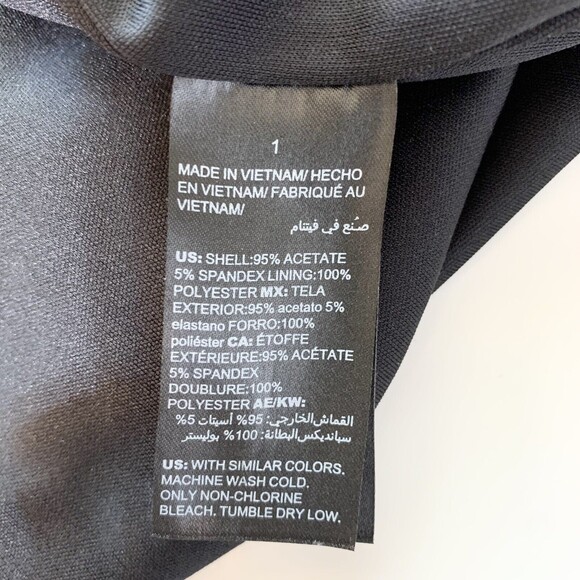 1
MADE IN VIETNAM/ HECHO
EN VIETNAM/ FABRIQUÉ AU
VIETNAM/
صُنع في فيتنام
US: SHELL:95% ACETATE
5% SPANDEX LINING:100%
POLYESTER MX: TELA
EXTERIOR:95% acetato 5%
elastano FORRO:100%
poliéster CA: ÉTOFFE
EXTÉRIEURE:95% ACÉTATE
5% SPANDEX
DOUBLURE:100%
POLYESTER AE/KW:
القماش الخارجي: 95% أسيتات 5%
سبانديكس البطانة: 100% بوليستر
US: WITH SIMILAR COLORS.
MACHINE WASH COLD.
ONLY NON-CHLORINE
BLEACH. TUMBLE DRY LOW.